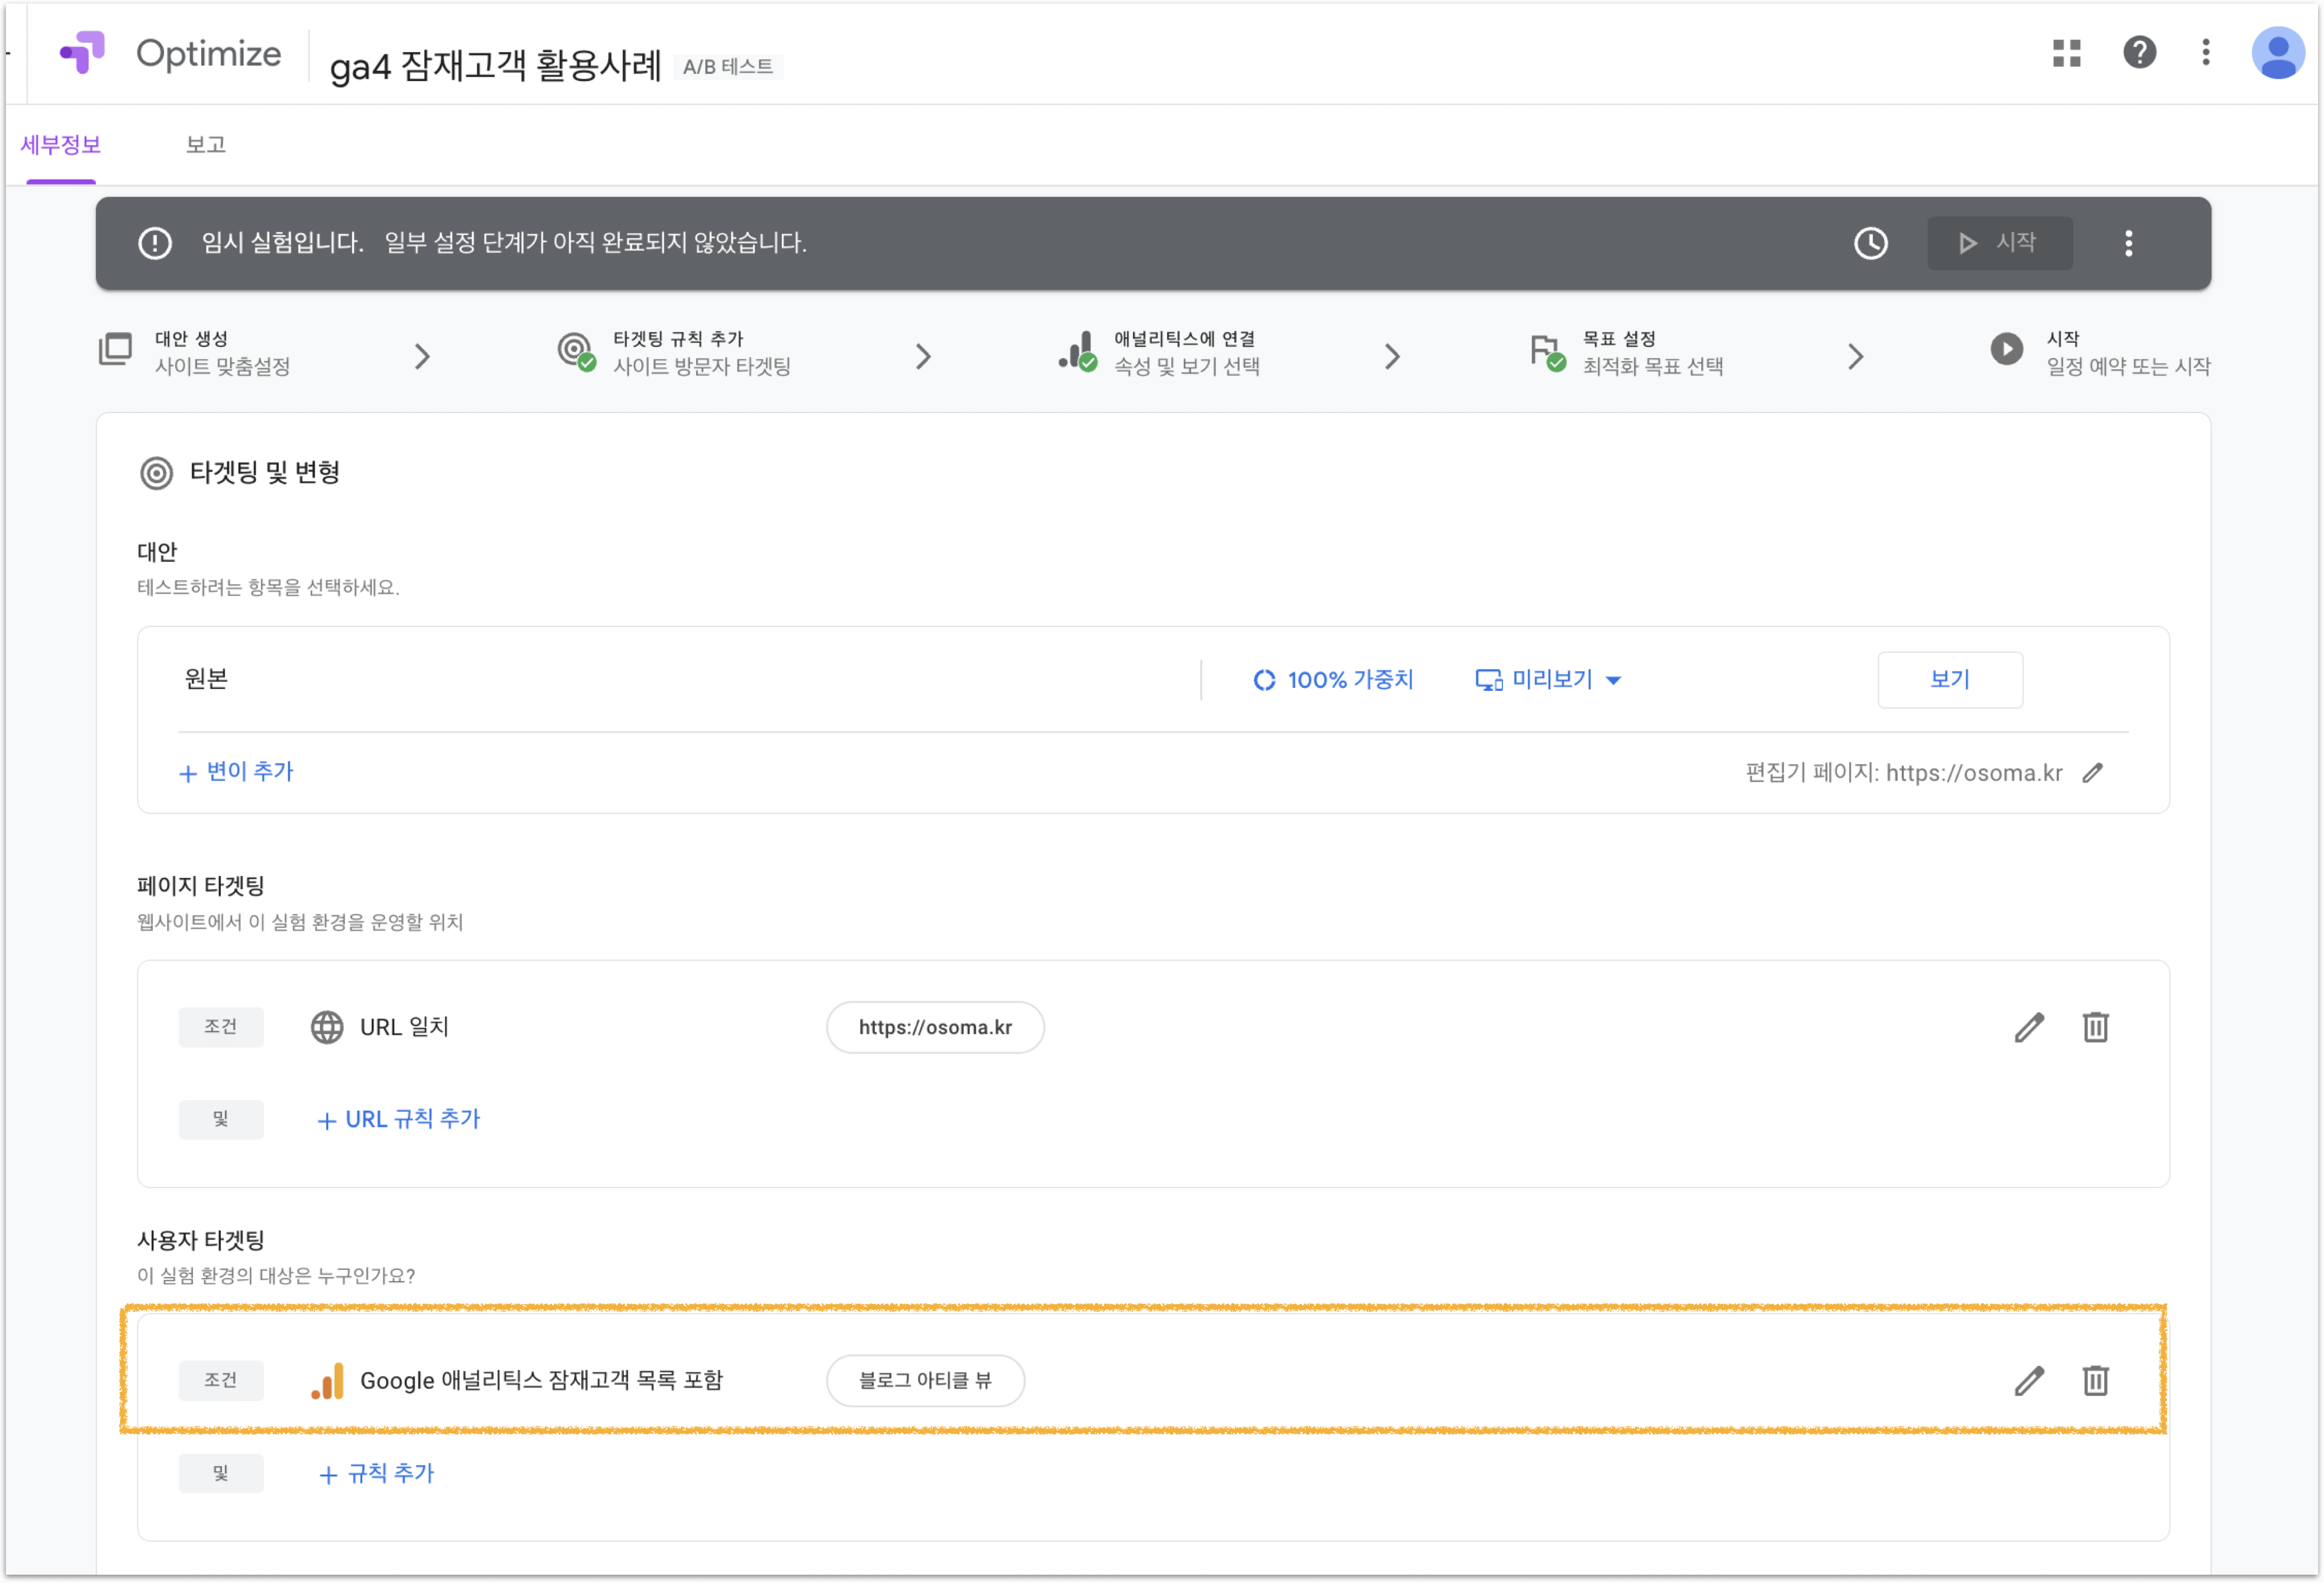 Optimize
ga4 잠재고객 활용사례 A/B 테스트
세부정보 보고
임시 실험입니다. 일부 설정 단계가 아직 완료되지 않았습니다.
시작
대안 생성
사이트 맞춤설정
타겟팅 규칙 추가
사이트 방문자 타겟팅
애널리틱스에 연결
속성 및 보기 선택
목표 설정
최적화 목표 선택
시작
일정 예약 또는 시작
타겟팅 및 변형
대안
테스트하려는 항목을 선택하세요.
원본 100% 가중치 미리보기 보기
+ 변이 추가 편집기 페이지: https://osoma.kr
페이지 타겟팅
웹사이트에서 이 실험 환경을 운영할 위치
조건 URL 일치 https://osoma.kr
및 + URL 규칙 추가
사용자 타겟팅
이 실험 환경의 대상은 누구인가요?
조건 Google 애널리틱스 잠재고객 목록 포함 블로그 아티클 뷰
및 + 규칙 추가